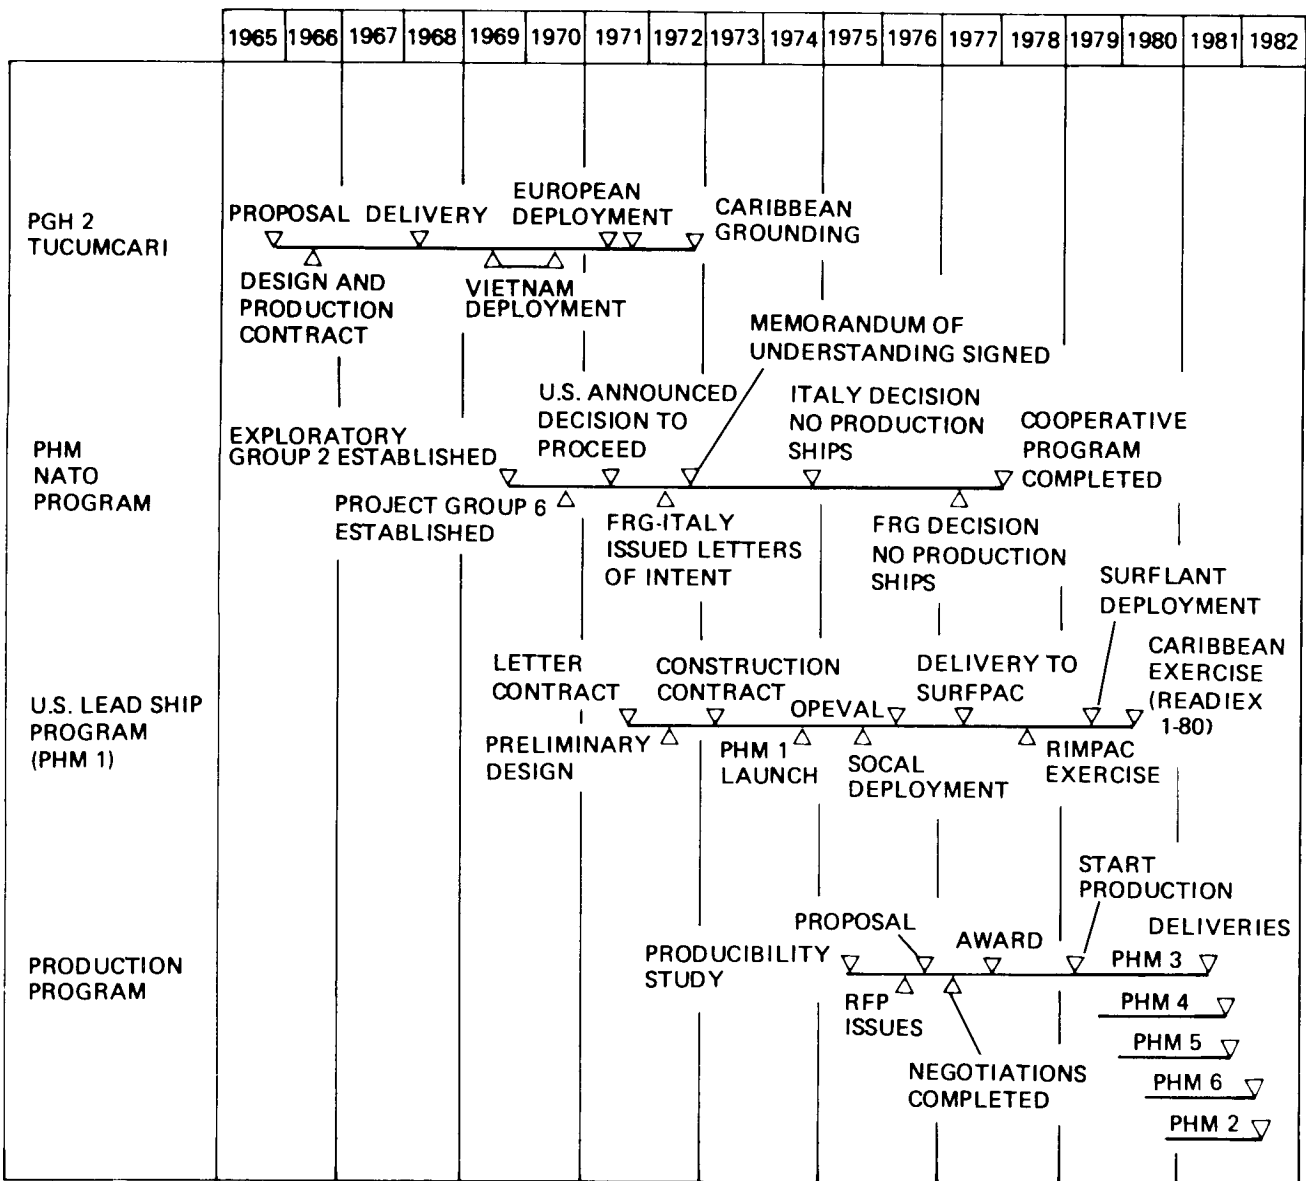 1965 1966 1967 1968 1969 1970 1971 1972 1973 1974 1975 1976 1977 1978 1979 1980 1981 1982
PGH 2
TUCUMCARI
PROPOSAL
DELIVERY
EUROPEAN
DEPLOYMENT
CARIBBEAN
GROUNDING
DESIGN AND
PRODUCTION
CONTRACT
VIETNAM
DEPLOYMENT
MEMORANDUM OF
UNDERSTANDING SIGNED
PHM
NATO
PROGRAM
EXPLORATORY
GROUP 2 ESTABLISHED
U.S. ANNOUNCED
DECISION TO
PROCEED
ITALY DECISION
NO PRODUCTION
SHIPS
COOPERATIVE
PROGRAM
COMPLETED
PROJECT GROUP 6
ESTABLISHED
FRG-ITALY
ISSUED LETTERS
OF INTENT
FRG DECISION
NO PRODUCTION
SHIPS
SURFLANT
DEPLOYMENT
U.S. LEAD SHIP
PROGRAM
(PHM 1)
LETTER
CONTRACT
CONSTRUCTION
CONTRACT
OPEVAL
DELIVERY TO
SURFPAC
CARIBBEAN
EXERCISE
(READIEX
1-80)
PRELIMINARY
DESIGN
PHM 1
LAUNCH
SOCAL
DEPLOYMENT
RIMPAC
EXERCISE
PRODUCTION
PROGRAM
PRODUCIBILITY
STUDY
PROPOSAL
AWARD
START
PRODUCTION
DELIVERIES
RFP
ISSUES
NEGOTIATIONS
COMPLETED
PHM 3
PHM 4
PHM 5
PHM 6
PHM 2